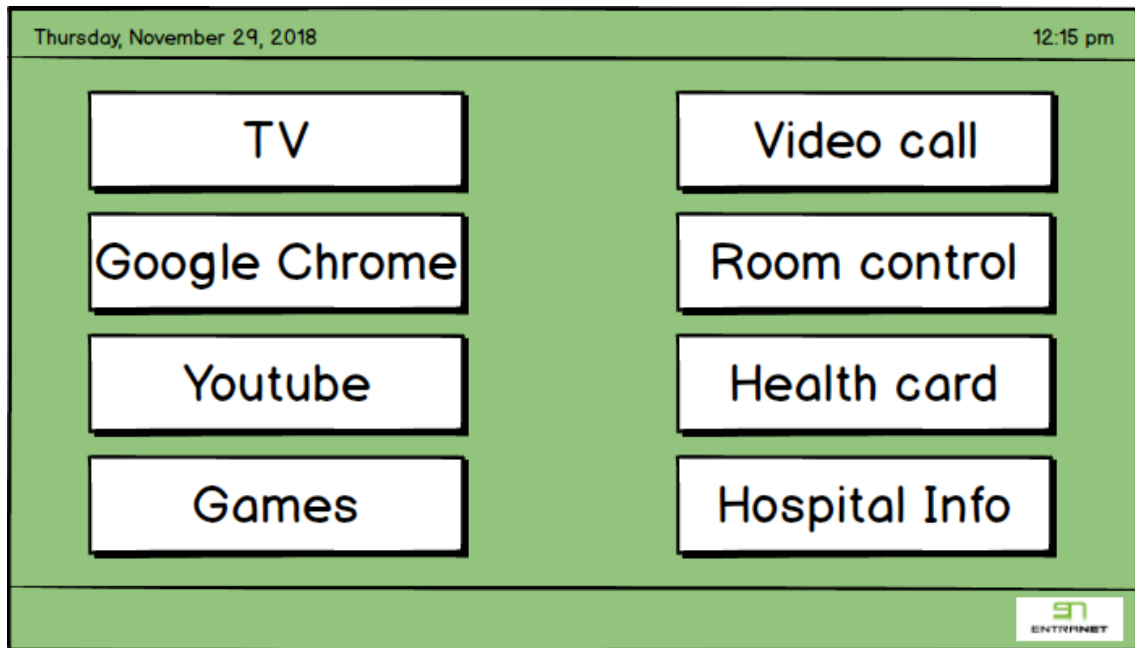 Thursday, November 29, 2018
12:15 pm
TV
Video call
Google Chrome
Room control
Youtube
Health card
Games
Hospital Info
ENTRANET